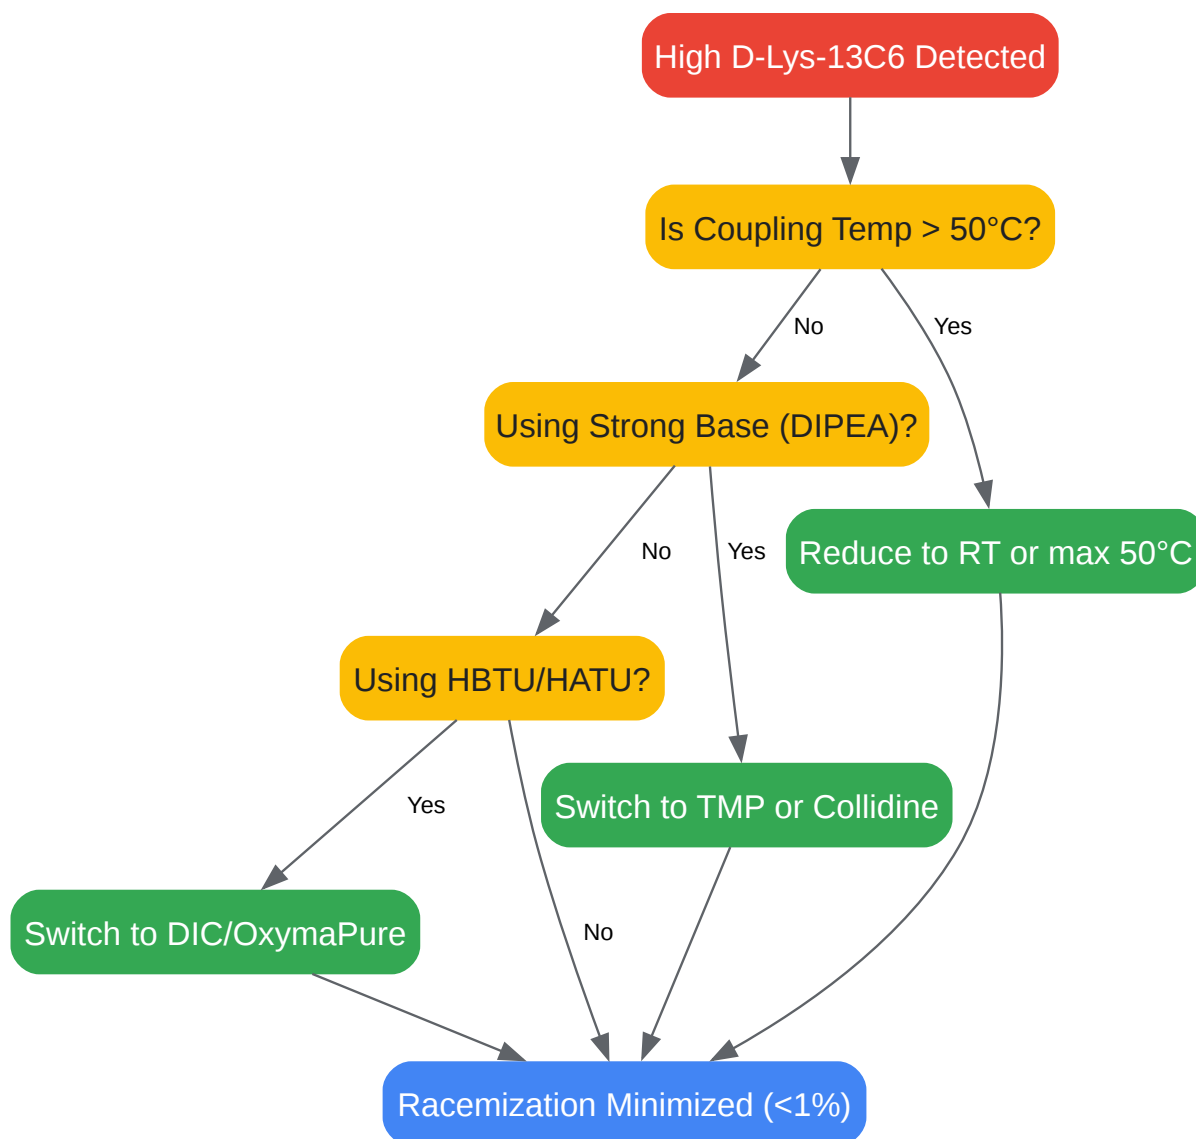 High D-Lys-13C6 Detected
Is Coupling Temp > 50°C?
No
Yes
Using Strong Base (DIPEA)?
No
Yes
Reduce to RT or max 50°C
Using HBTU/HATU?
Yes
Switch to TMP or Collidine
Switch to DIC/OxymaPure
No
Racemization Minimized (<1%)